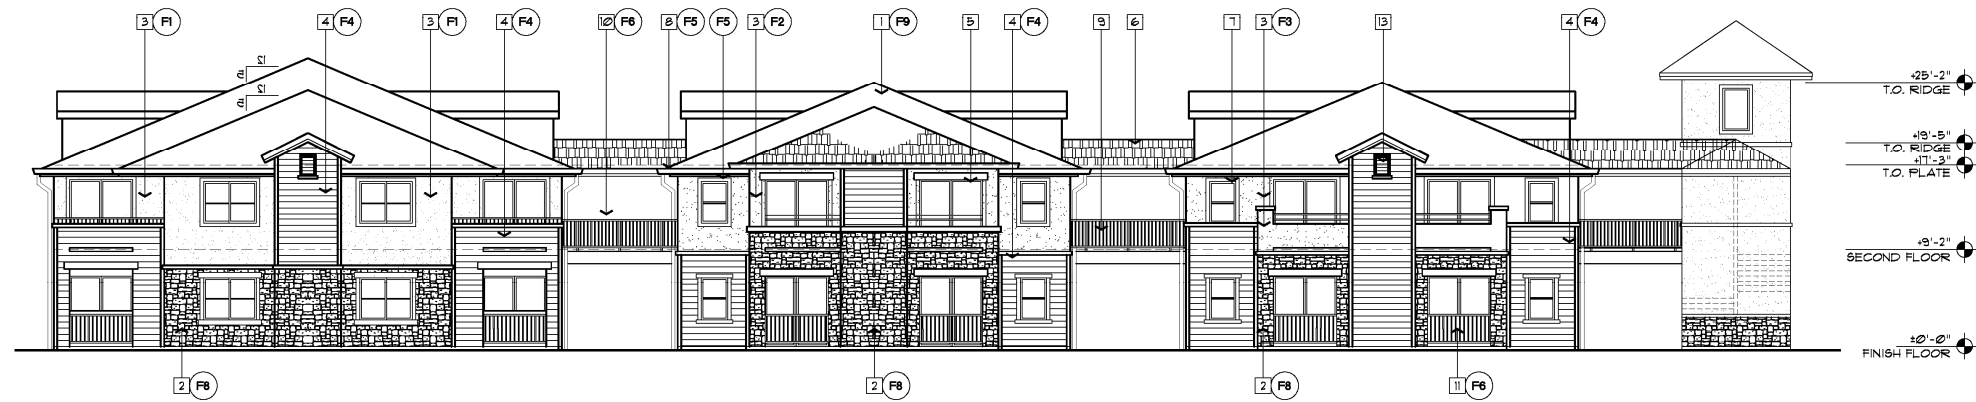 3 F1 4 F4 3 F1 4 F4 10 F6 8 F5 F5 3 F2 1 F9 5 4 F4 9 6 7 3 F3 13 4 F4
12
5
12
5
+25'-2"
T.O. RIDGE
+19'-5"
T.O. RIDGE
+17'-3"
T.O. PLATE
+9'-2"
SECOND FLOOR
±0'-0"
FINISH FLOOR
2 F8 2 F8 2 F8 11 F6